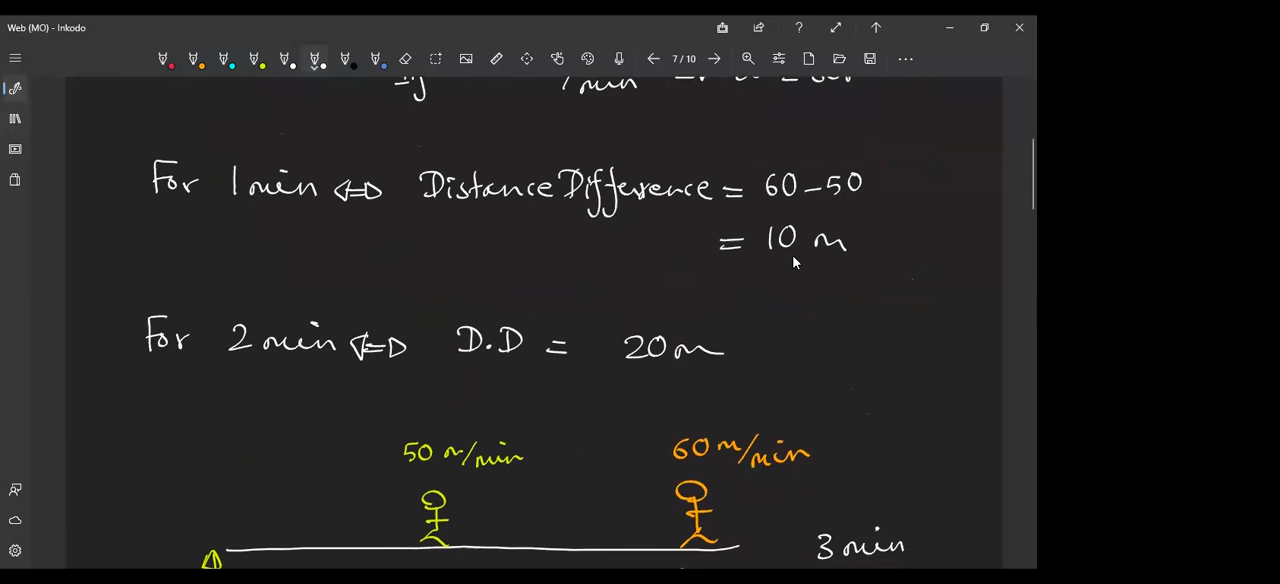 Web (MO) - Inkodo
7 / 10
/min
For 1 min ⇔ Distance Difference = 60 - 50
= 10 m
For 2 min ⇔ D.D = 20 m
50 m/min 60 m/min
3 min